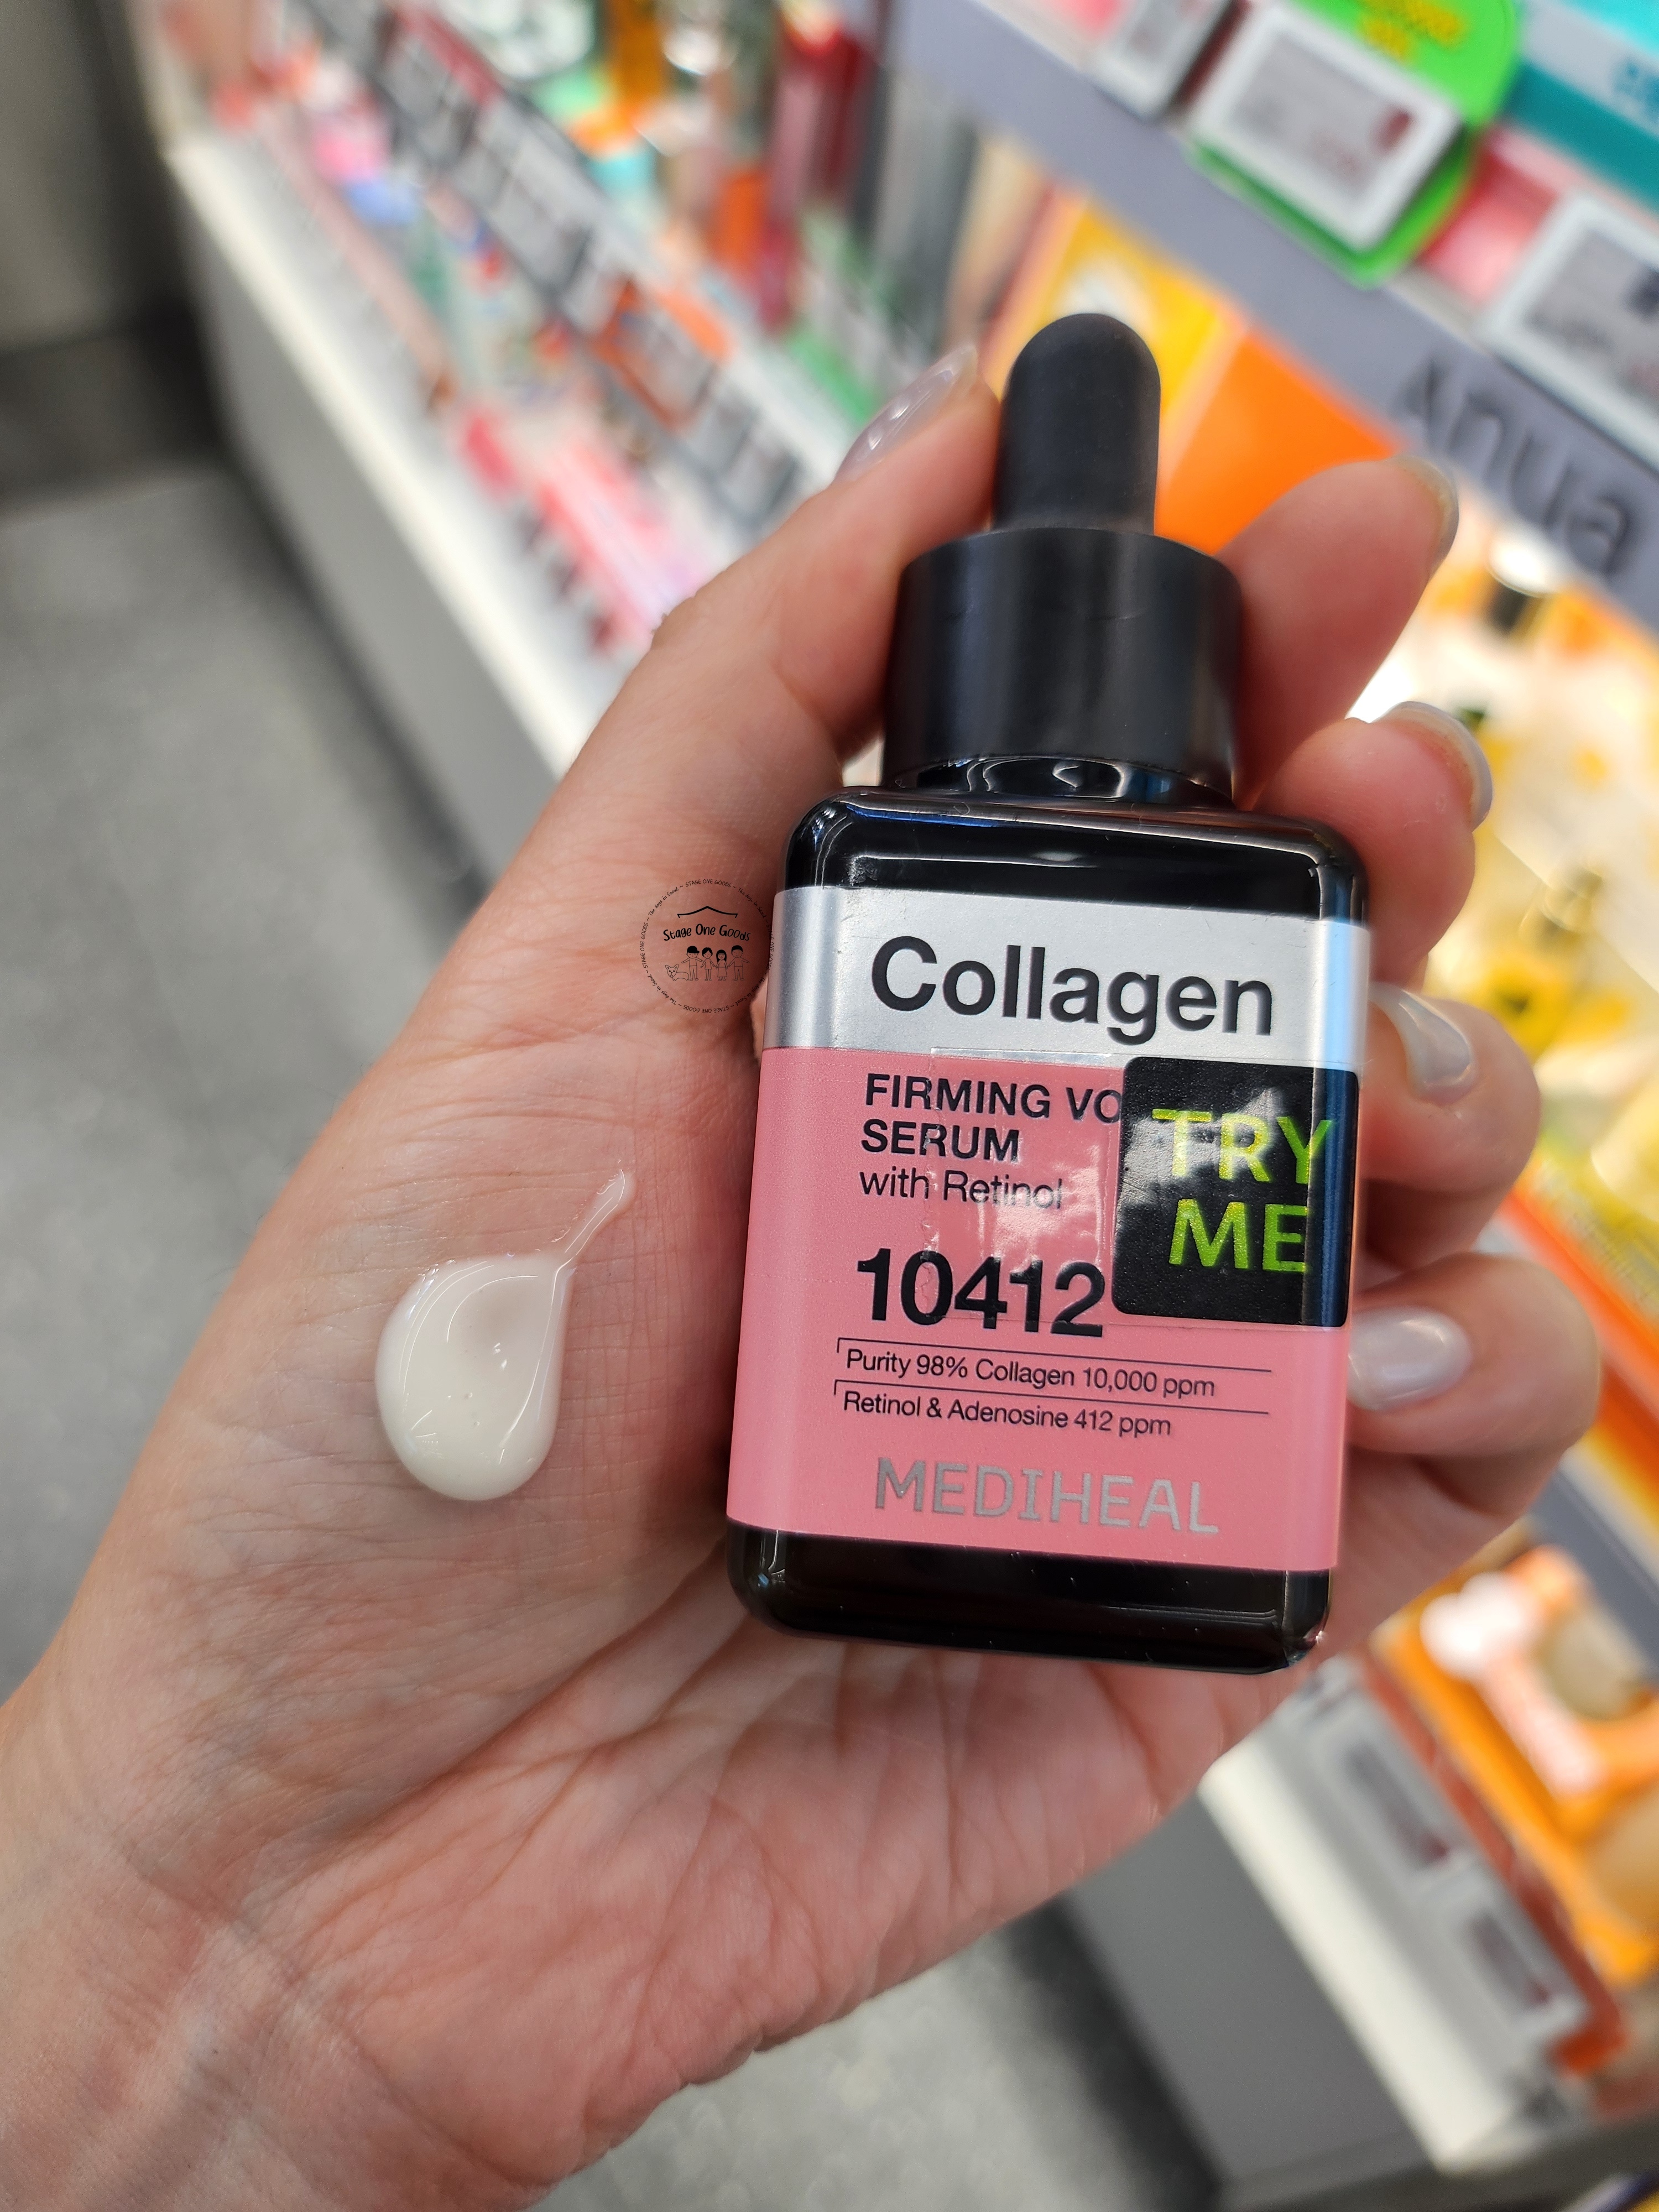 Anua
Stage One Goods
Collagen
FIRMING VO
SERUM
with Retinol
TRY
ME
10412
Purity 98% Collagen 10,000 ppm
Retinol & Adenosine 412 ppm
MEDIHEAL